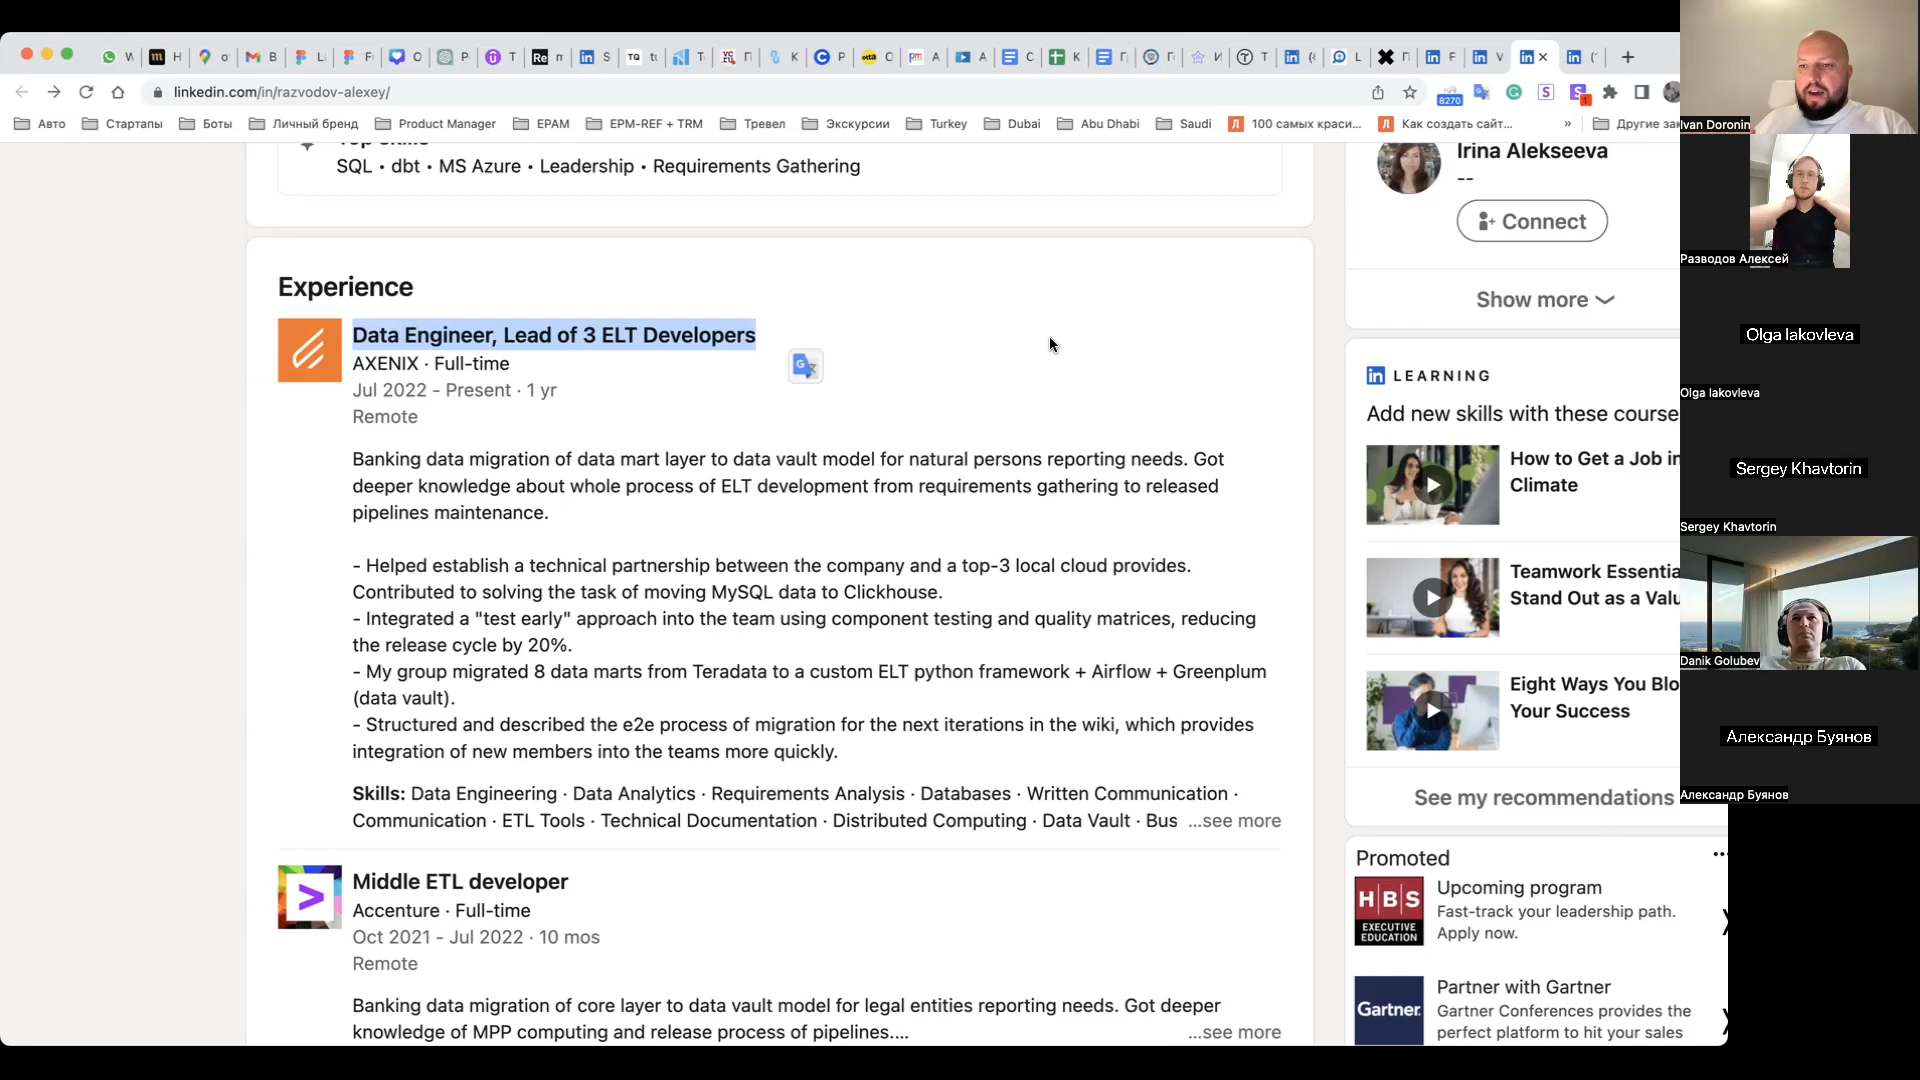 W
H
o
B
L
F
O
P
T
Re
m
in
S
TQ
tu
T
П
K
P
otta
O
pm
A
A
C
K
Г
Г
И
T
in
(
L
П
in
F
in
V
in
in
(
linkedin.com/in/razvodov-alexey/
8270
S
1
Авто
Стартапы
Боты
Личный бренд
Product Manager
EPAM
EPM-REF + TRM
Тревел
Экскурсии
Turkey
Dubai
Abu Dhabi
Saudi
100 самых краси...
Как создать сайт...
»
Другие зак
SQL • dbt • MS Azure • Leadership • Requirements Gathering
Experience
Data Engineer, Lead of 3 ELT Developers
AXENIX · Full-time
Jul 2022 - Present · 1 yr
Remote
Banking data migration of data mart layer to data vault model for natural persons reporting needs. Got
deeper knowledge about whole process of ELT development from requirements gathering to released
pipelines maintenance.
- Helped establish a technical partnership between the company and a top-3 local cloud provides.
Contributed to solving the task of moving MySQL data to Clickhouse.
- Integrated a "test early" approach into the team using component testing and quality matrices, reducing
the release cycle by 20%.
- My group migrated 8 data marts from Teradata to a custom ELT python framework + Airflow + Greenplum
(data vault).
- Structured and described the e2e process of migration for the next iterations in the wiki, which provides
integration of new members into the teams more quickly.
Skills: Data Engineering · Data Analytics · Requirements Analysis · Databases · Written Communication ·
Communication · ETL Tools · Technical Documentation · Distributed Computing · Data Vault · Bus ...see more
Middle ETL developer
Accenture · Full-time
Oct 2021 - Jul 2022 · 10 mos
Remote
Banking data migration of core layer to data vault model for legal entities reporting needs. Got deeper
knowledge of MPP computing and release process of pipelines.... ...see more
Irina Alekseeva
--
Connect
Show more
in LEARNING
Add new skills with these course
How to Get a Job in
Climate
Teamwork Essentia
Stand Out as a Valu
Eight Ways You Blo
Your Success
See my recommendations
Promoted
...
H|B|S
EXECUTIVE
EDUCATION
Upcoming program
Fast-track your leadership path.
Apply now.
Gartner
Partner with Gartner
Gartner Conferences provides the
perfect platform to hit your sales
Ivan Doronin
Разводов Алексей
Olga Iakovleva
Olga Iakovleva
Sergey Khavtorin
Sergey Khavtorin
Danik Golubev
Александр Буянов
Александр Буянов